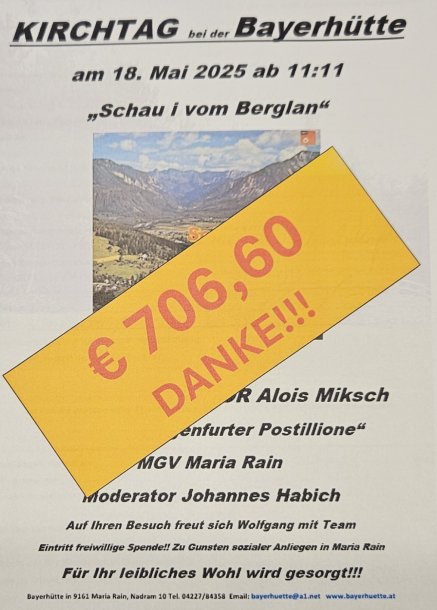 KIRCHTAG bei der Bayerhütte
am 18. Mai 2025 ab 11:11
„Schau i vom Berglan“
€ 706,60
DANKE!!!
Alois Miksch
Postillione“
MGV Maria Rain
Moderator Johannes Habich
Auf Ihren Besuch freut sich Wolfgang mit Team
Eintritt freiwillige Spende!! Zu Gunsten sozialer Anliegen in Maria Rain
Für Ihr leibliches Wohl wird gesorgt!!!
Bayerhütte in 9161 Maria Rain, Nadram 10 Tel. 04227/84358 Email: bayerhuette@a1.net www.bayerhuette.at